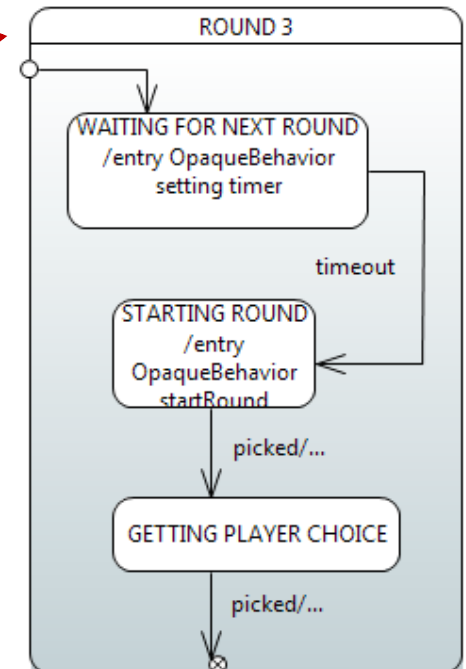 ROUND 3
WAITING FOR NEXT ROUND
/entry OpaqueBehavior
setting timer
timeout
STARTING ROUND
/entry
OpaqueBehavior
startRound
picked/...
GETTING PLAYER CHOICE
picked/...